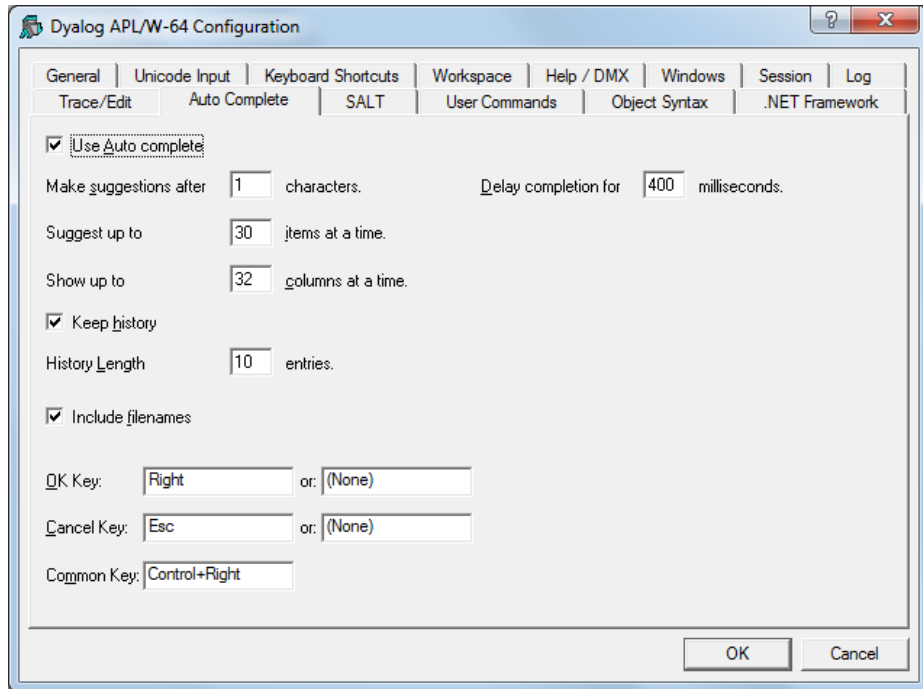 Dyalog APL/W-64 Configuration
General Unicode Input Keyboard Shortcuts Workspace Help / DMX Windows Session Log
Trace/Edit Auto Complete SALT User Commands Object Syntax .NET Framework
Use Auto complete
Make suggestions after 1 characters. Delay completion for 400 milliseconds.
Suggest up to 30 items at a time.
Show up to 32 columns at a time.
Keep history
History Length 10 entries.
Include filenames
OK Key: Right or: (None)
Cancel Key: Esc or: (None)
Common Key: Control+Right
OK Cancel